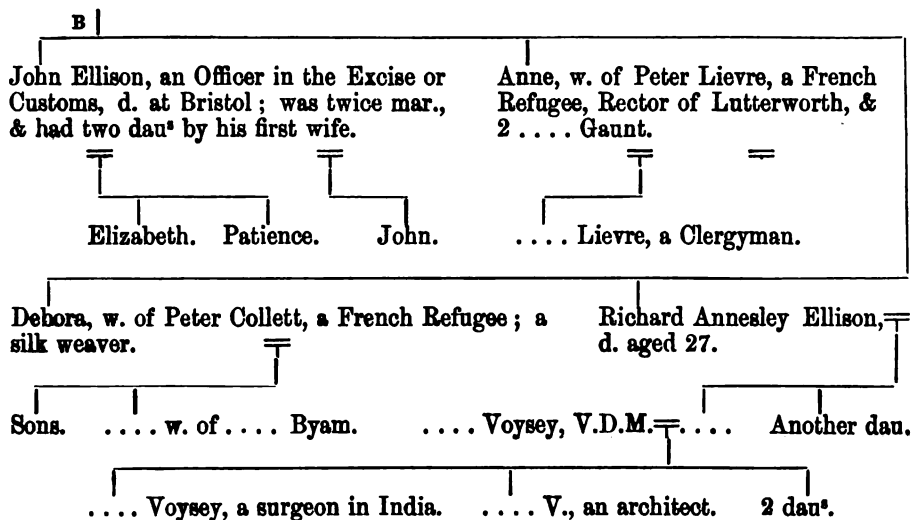 B
John Ellison, an Officer in the Excise or
Customs, d. at Bristol; was twice mar.,
& had two dauˢ by his first wife.
Anne, w. of Peter Lievre, a French
Refugee, Rector of Lutterworth, &
2 .... Gaunt.
Elizabeth. Patience. John. .... Lievre, a Clergyman.
Debora, w. of Peter Collett, a French Refugee; a
silk weaver.
Richard Annesley Ellison,
d. aged 27.
Sons. .... w. of .... Byam. .... Voysey, V.D.M. .... Another dau.
.... Voysey, a surgeon in India. .... V., an architect. 2 dauˢ.